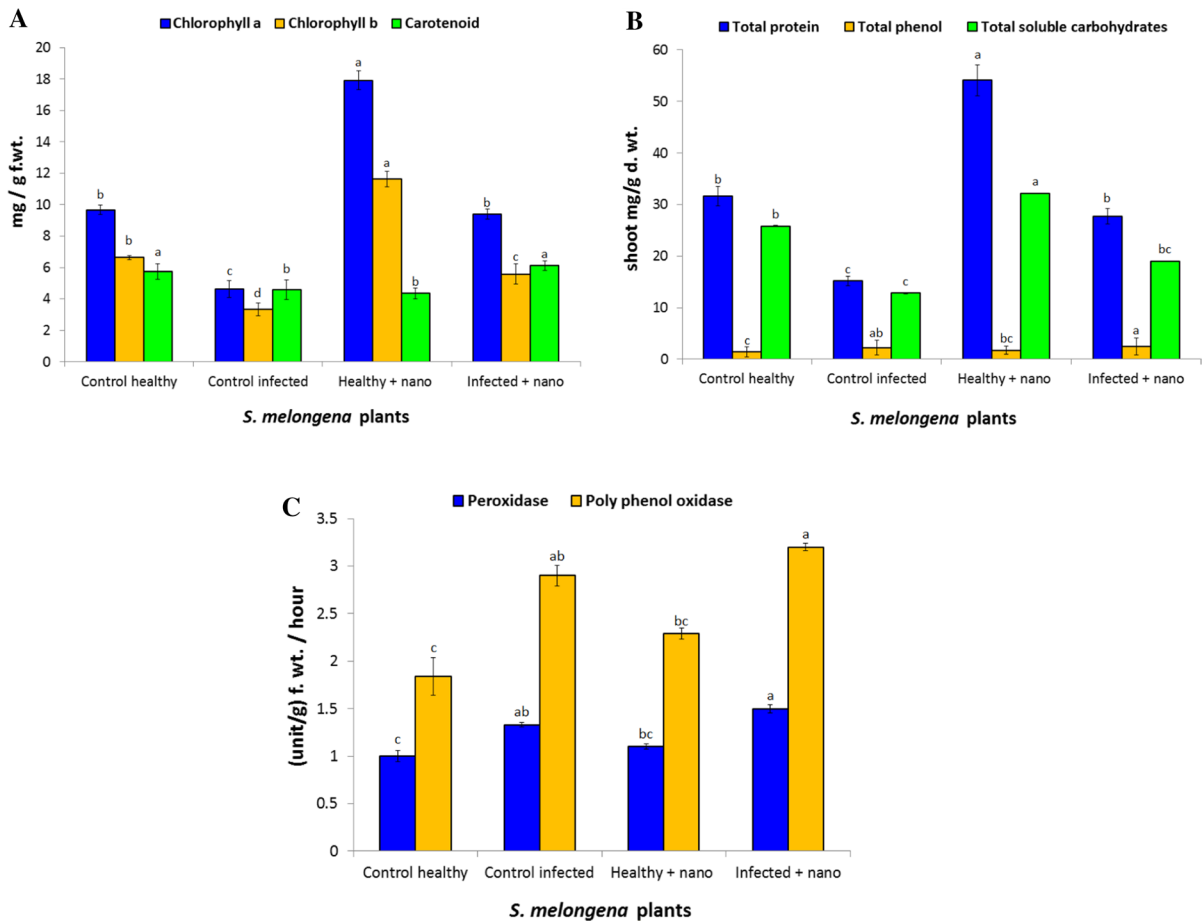 A
Chlorophyll a Chlorophyll b Carotenoid
20
18
16
14
12
10
8
6
4
2
0
mg / g f.wt.
b b a
c d b
a a b
b c a
Control healthy Control infected Healthy + nano Infected + nano
S. melongena plants
B
Total protein Total phenol Total soluble carbohydrates
60
50
40
30
20
10
0
shoot mg/g d. wt.
b c b
c ab c
a bc a
b a bc
Control healthy Control infected Healthy + nano Infected + nano
S. melongena plants
C
Peroxidase Poly phenol oxidase
3.5
3
2.5
2
1.5
1
0.5
0
(unit/g) f. wt. / hour
c c
ab ab
bc bc
a a
Control healthy Control infected Healthy + nano Infected + nano
S. melongena plants